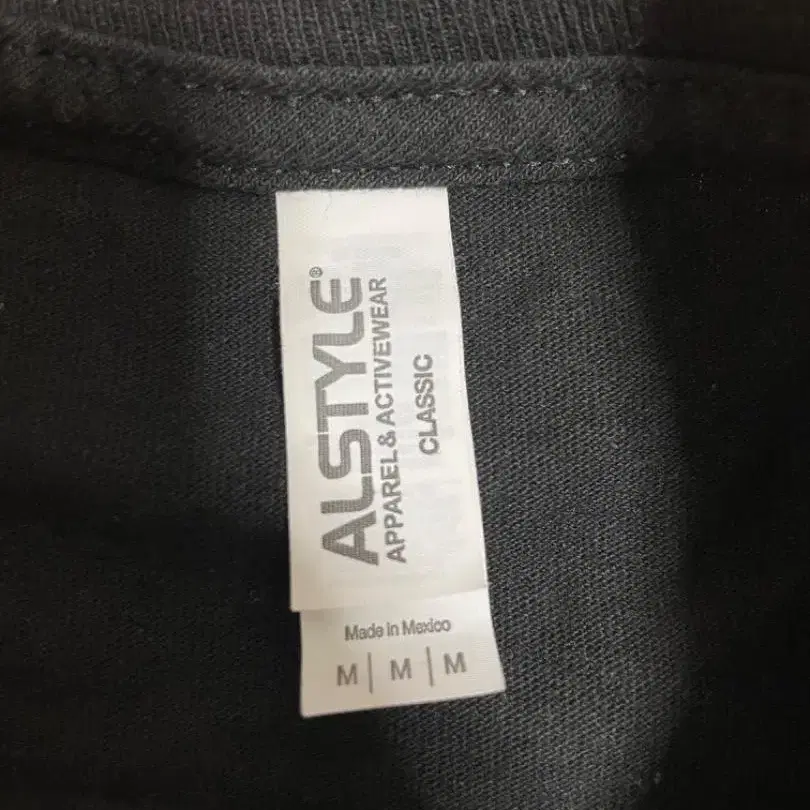 ALSTYLE®
APPAREL & ACTIVEWEAR
CLASSIC
Made in Mexico
M | M | M